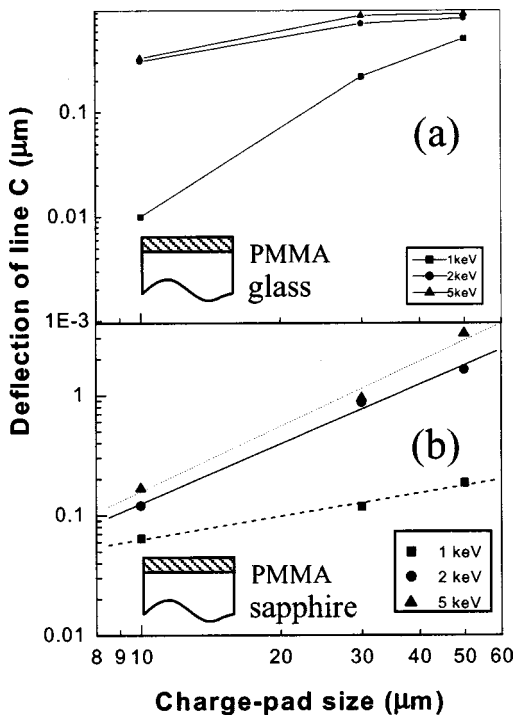 Deflection of line C (μm)
0.1
0.01
1E-3
(a)
PMMA
glass
1keV
2keV
5keV
1
0.1
0.01
(b)
PMMA
sapphire
1 keV
2 keV
5 keV
8 9 10 20 30 40 50 60
Charge-pad size (μm)